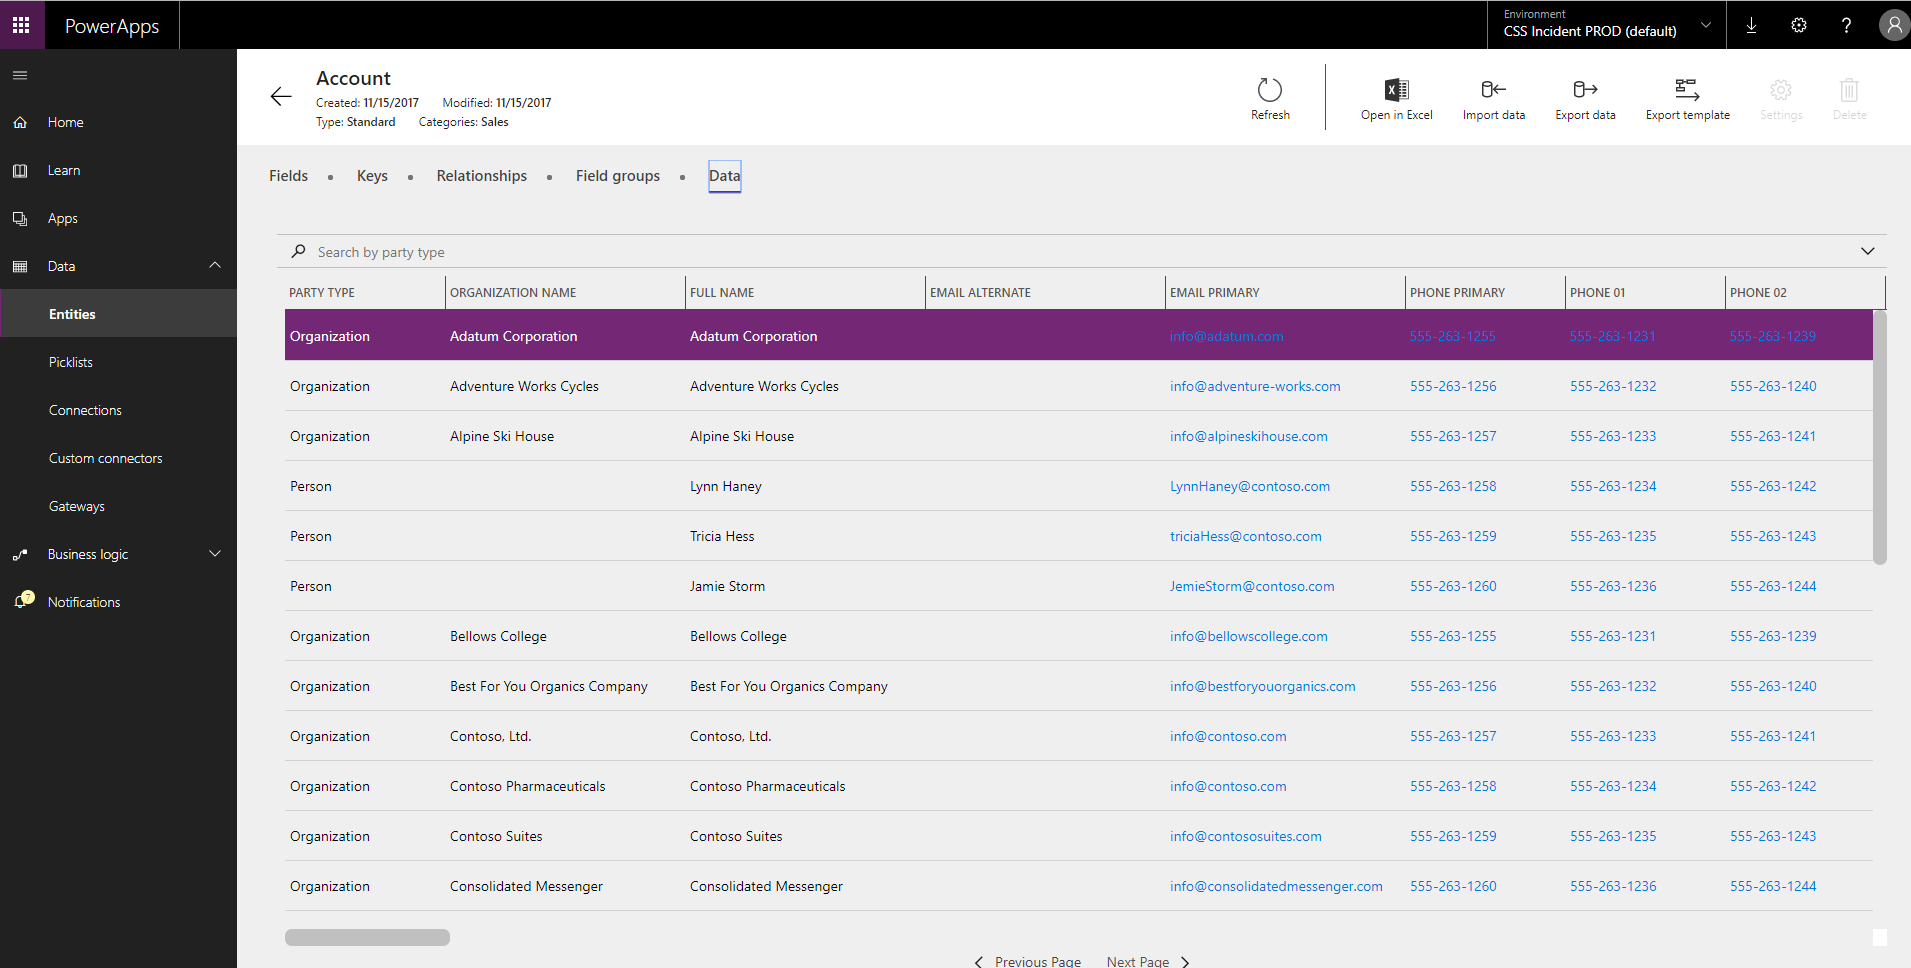 PowerApps
Environment
CSS Incident PROD (default)
?
Home
Learn
Apps
Data
Entities
Picklists
Connections
Custom connectors
Gateways
Business logic
7
Notifications
Account
Created: 11/15/2017 Modified: 11/15/2017
Type: Standard Categories: Sales
Refresh
Open in Excel
Import data
Export data
Export template
Settings
Delete
Fields Keys Relationships Field groups Data
Search by party type
PARTY TYPE ORGANIZATION NAME FULL NAME EMAIL ALTERNATE EMAIL PRIMARY PHONE PRIMARY PHONE 01 PHONE 02
Organization Adatum Corporation Adatum Corporation info@adatum.com 555-263-1255 555-263-1231 555-263-1239
Organization Adventure Works Cycles Adventure Works Cycles info@adventure-works.com 555-263-1256 555-263-1232 555-263-1240
Organization Alpine Ski House Alpine Ski House info@alpineskihouse.com 555-263-1257 555-263-1233 555-263-1241
Person Lynn Haney LynnHaney@contoso.com 555-263-1258 555-263-1234 555-263-1242
Person Tricia Hess triciaHess@contoso.com 555-263-1259 555-263-1235 555-263-1243
Person Jamie Storm JemieStorm@contoso.com 555-263-1260 555-263-1236 555-263-1244
Organization Bellows College Bellows College info@bellowscollege.com 555-263-1255 555-263-1231 555-263-1239
Organization Best For You Organics Company Best For You Organics Company info@bestforyouorganics.com 555-263-1256 555-263-1232 555-263-1240
Organization Contoso, Ltd. Contoso, Ltd. info@contoso.com 555-263-1257 555-263-1233 555-263-1241
Organization Contoso Pharmaceuticals Contoso Pharmaceuticals info@contoso.com 555-263-1258 555-263-1234 555-263-1242
Organization Contoso Suites Contoso Suites info@contososuites.com 555-263-1259 555-263-1235 555-263-1243
Organization Consolidated Messenger Consolidated Messenger info@consolidatedmessenger.com 555-263-1260 555-263-1236 555-263-1244
Previous Page Next Page